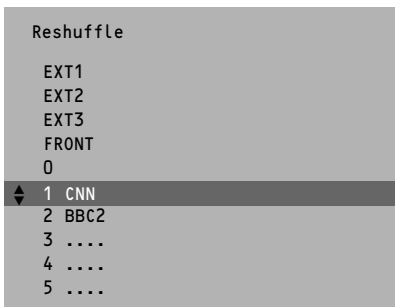 Reshuffle
EXT1
EXT2
EXT3
FRONT
0
1 CNN
2 BBC2
3 ....
4 ....
5 ....